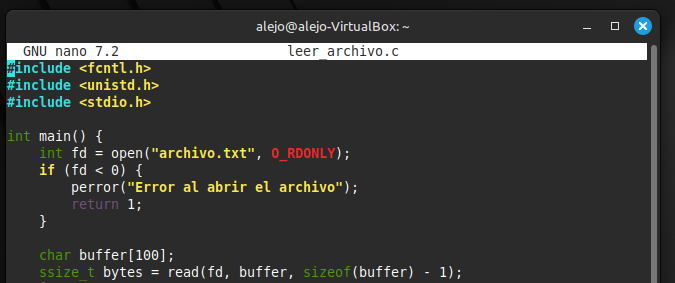 alejo@alejo-VirtualBox: ~
GNU nano 7.2 leer_archivo.c
#include <fcntl.h>
#include <unistd.h>
#include <stdio.h>
int main() {
int fd = open("archivo.txt", O_RDONLY);
if (fd < 0) {
perror("Error al abrir el archivo");
return 1;
}
char buffer[100];
ssize_t bytes = read(fd, buffer, sizeof(buffer) - 1);